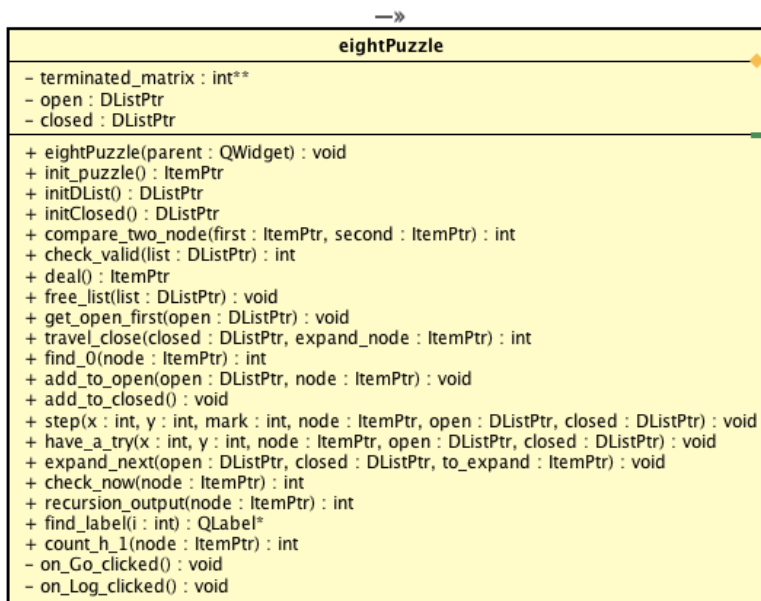 eightPuzzle
- terminated_matrix : int**
- open : DListPtr
- closed : DListPtr
+ eightPuzzle(parent : QWidget) : void
+ init_puzzle() : ItemPtr
+ initDList() : DListPtr
+ initClosed() : DListPtr
+ compare_two_node(first : ItemPtr, second : ItemPtr) : int
+ check_valid(list : DListPtr) : int
+ deal() : ItemPtr
+ free_list(list : DListPtr) : void
+ get_open_first(open : DListPtr) : void
+ travel_close(closed : DListPtr, expand_node : ItemPtr) : int
+ find_0(node : ItemPtr) : int
+ add_to_open(open : DListPtr, node : ItemPtr) : void
+ add_to_closed() : void
+ step(x : int, y : int, mark : int, node : ItemPtr, open : DListPtr, closed : DListPtr) : void
+ have_a_try(x : int, y : int, node : ItemPtr, open : DListPtr, closed : DListPtr) : void
+ expand_next(open : DListPtr, closed : DListPtr, to_expand : ItemPtr) : void
+ check_now(node : ItemPtr) : int
+ recursion_output(node : ItemPtr) : int
+ find_label(i : int) : QLabel*
+ count_h_1(node : ItemPtr) : int
- on_Go_clicked() : void
- on_Log_clicked() : void